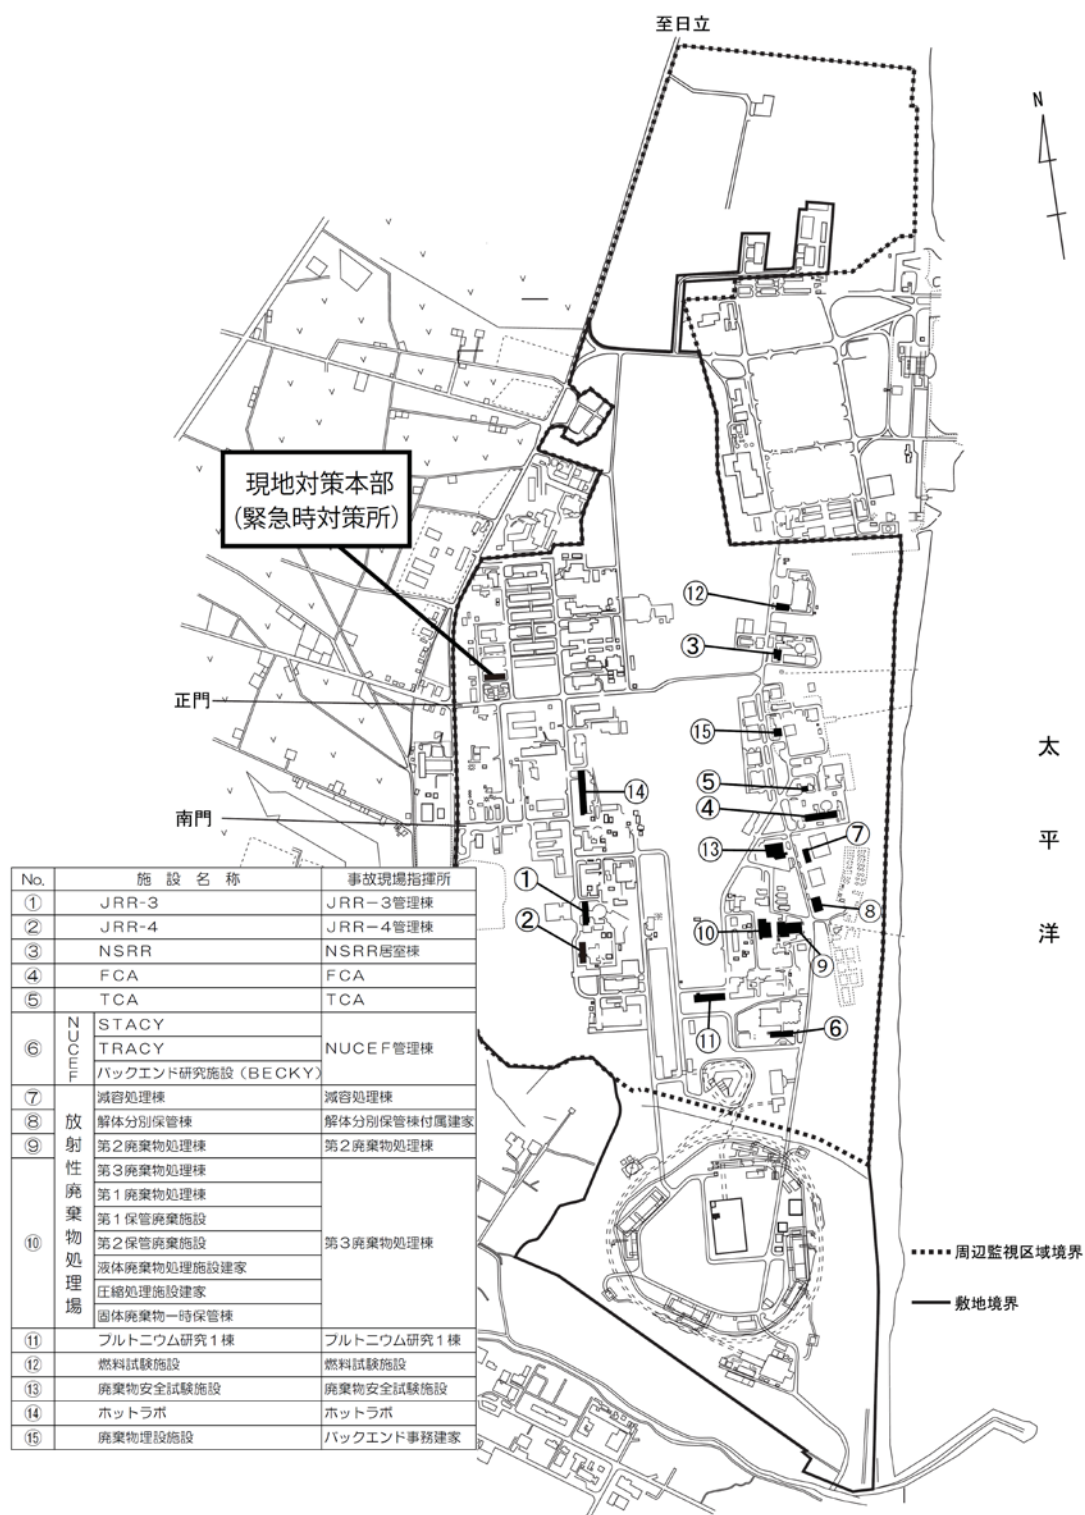 至日立
N
現地対策本部
(緊急時対策所)
⑫
③
正門
⑮
太
平
洋
⑤
⑭
④
南門
⑦
⑬
①
⑧
⑩
②
⑨
⑪
⑥
No. 施設名称 事故現場指揮所
① JRR-3 JRR−3管理棟
② JRR-4 JRR−4管理棟
③ NSRR NSRR居室棟
④ FCA FCA
⑤ TCA TCA
⑥ NUCEF STACY NUCEF管理棟
TRACY
バックエンド研究施設(BECKY)
放射性廃棄物処理場
⑦ 減容処理棟 減容処理棟
⑧ 解体分別保管棟 解体分別保管棟付属建家
⑨ 第2廃棄物処理棟 第2廃棄物処理棟
⑩ 第3廃棄物処理棟 第3廃棄物処理棟
第1廃棄物処理棟
第1保管廃棄施設
第2保管廃棄施設
液体廃棄物処理施設建家
圧縮処理施設建家
固体廃棄物一時保管棟
⑪ プルトニウム研究1棟 プルトニウム研究1棟
⑫ 燃料試験施設 燃料試験施設
⑬ 廃棄物安全試験施設 廃棄物安全試験施設
⑭ ホットラボ ホットラボ
⑮ 廃棄物埋設施設 バックエンド事務建家
周辺監視区域境界
敷地境界